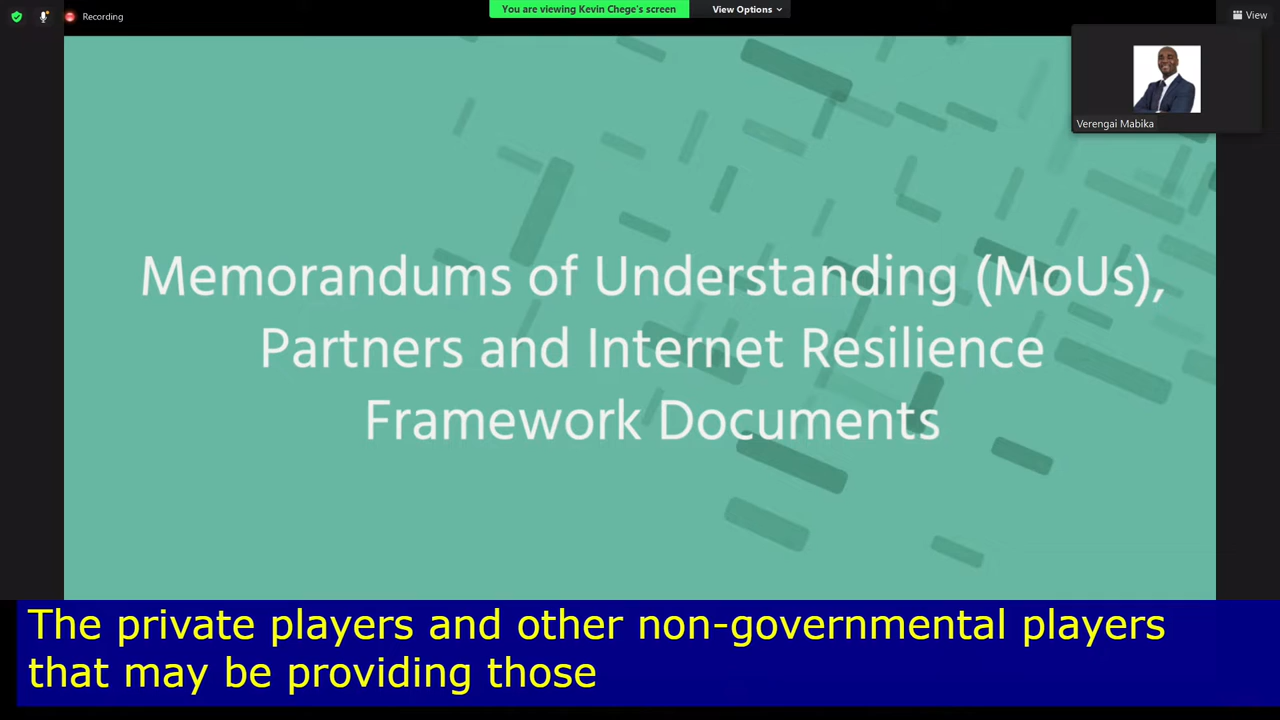 Recording
You are viewing Kevin Chege's screen
View Options
View
Verengai Mabika
Memorandums of Understanding (MoUs),
Partners and Internet Resilience
Framework Documents
The private players and other non-governmental players
that may be providing those